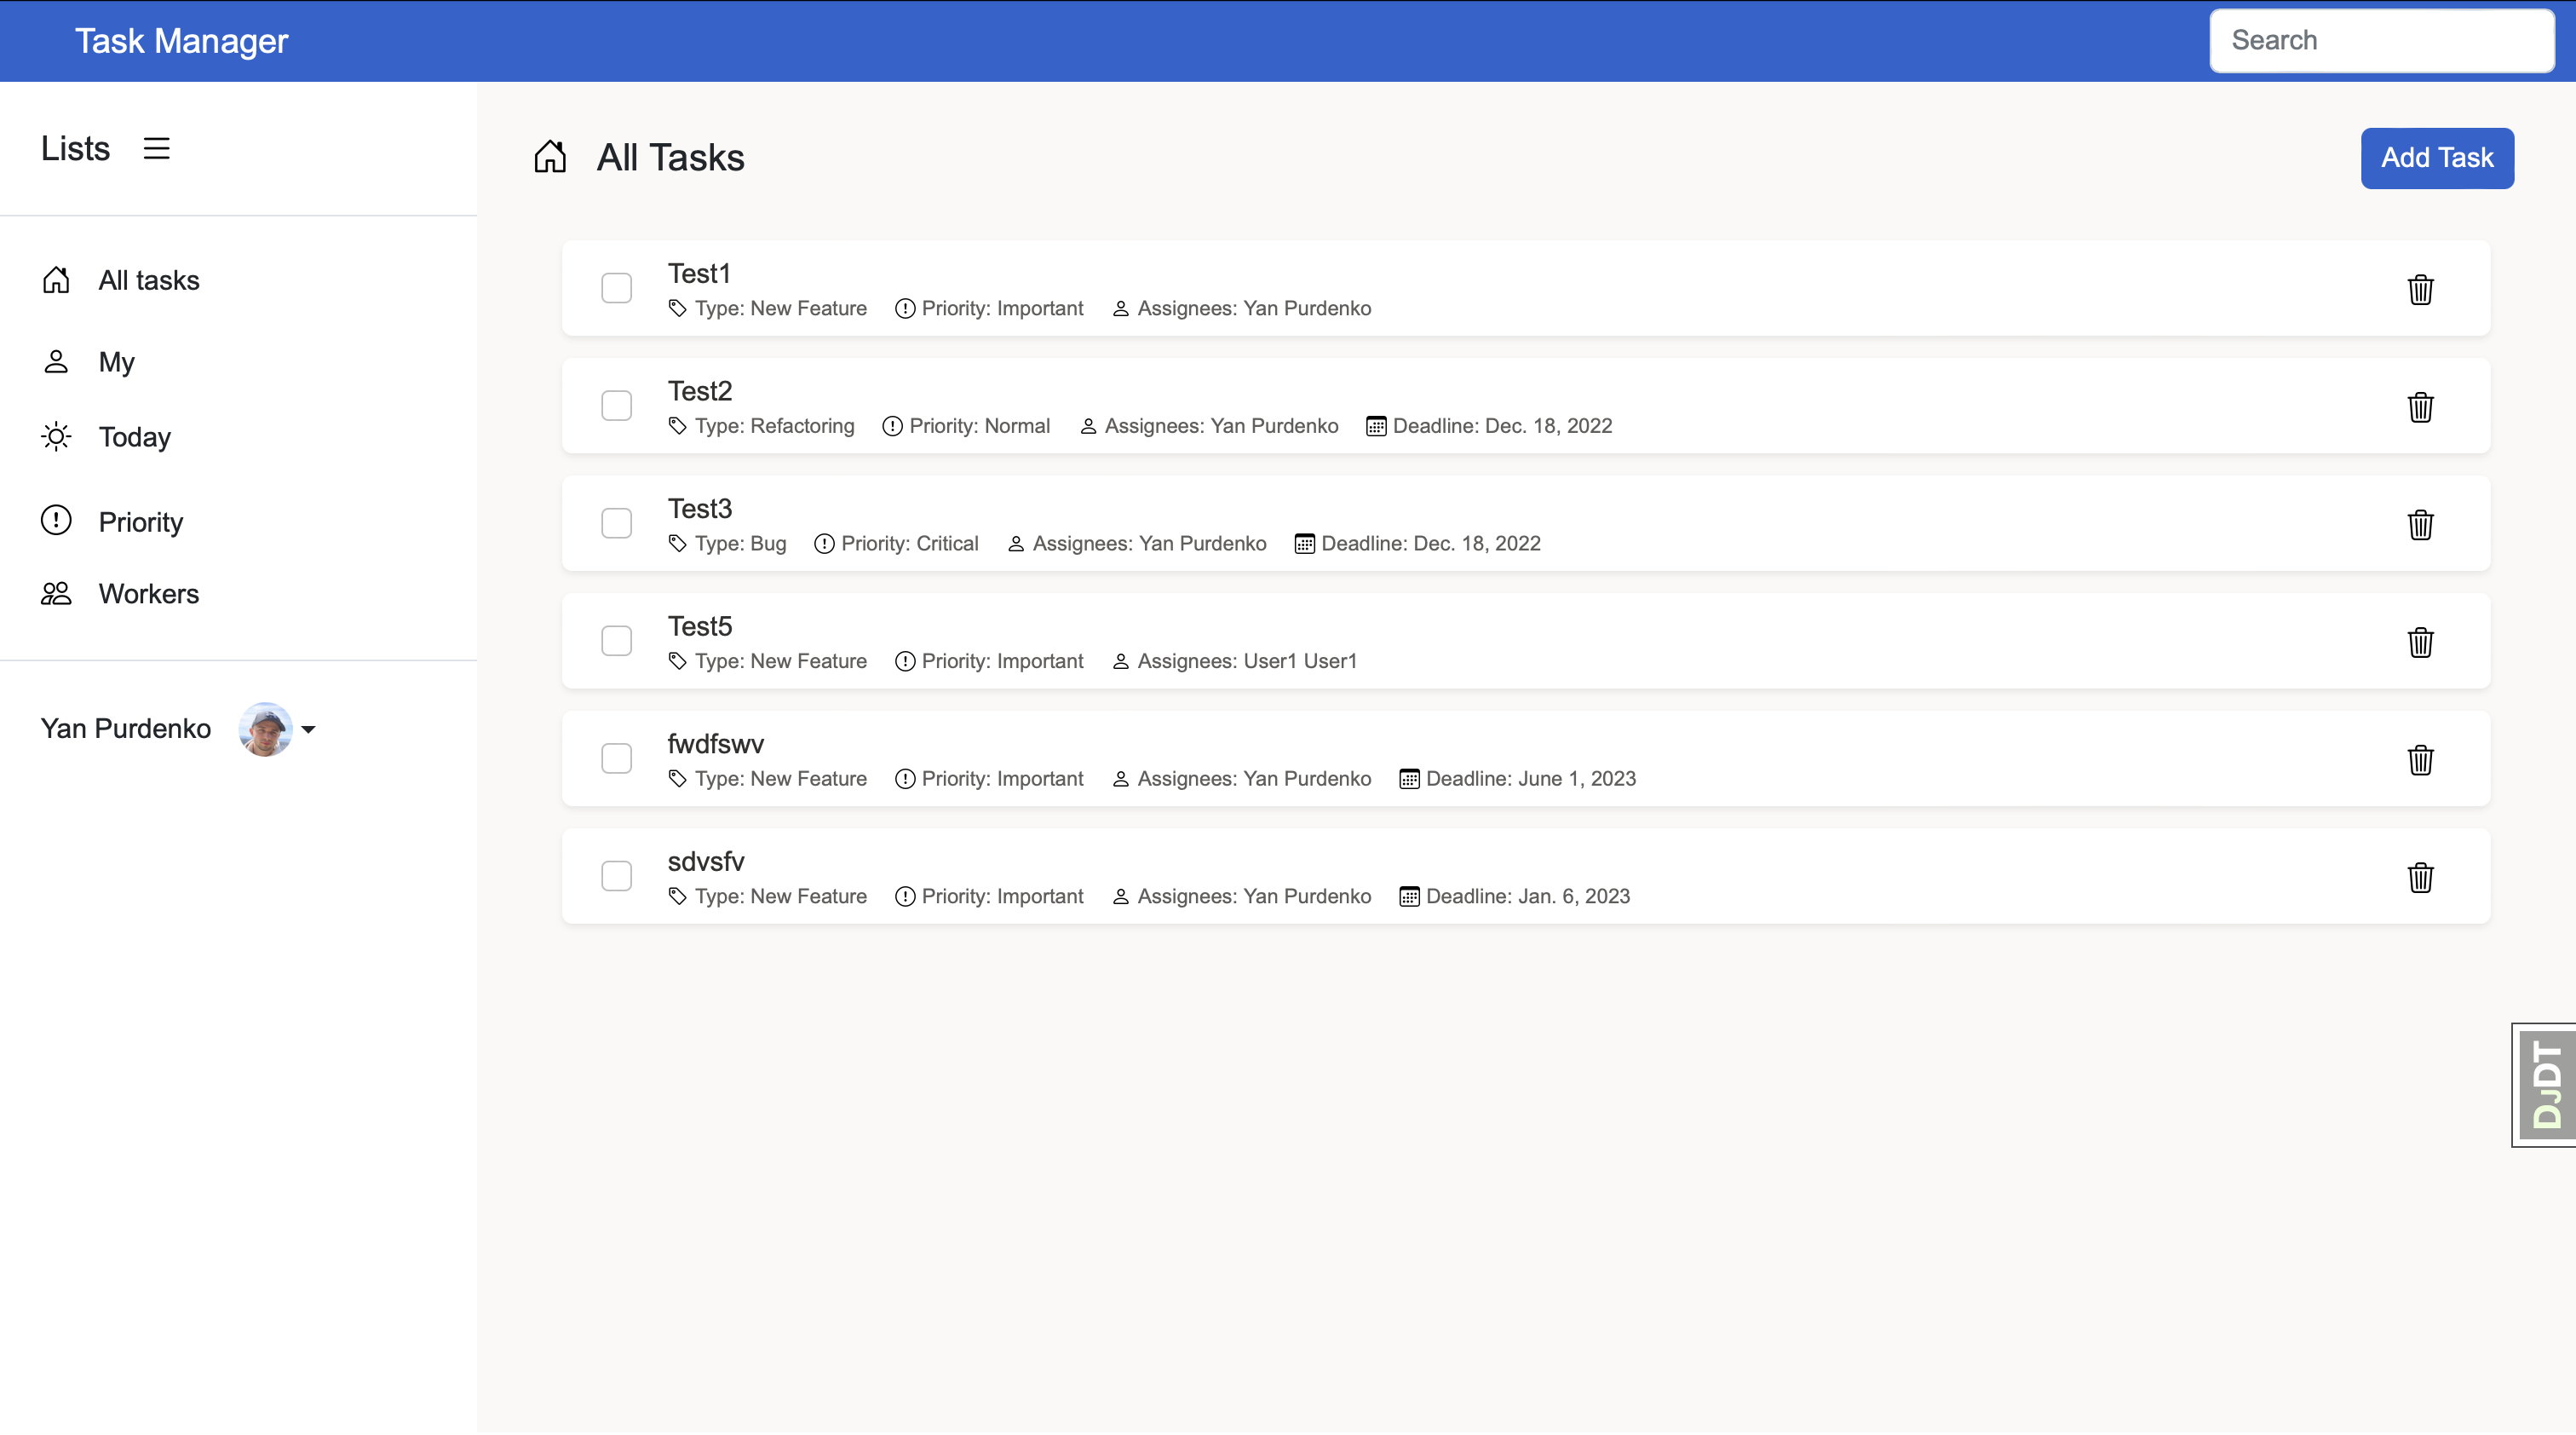 Task Manager
Search
Lists
All tasks
My
Today
Priority
Workers
Yan Purdenko
All Tasks
Add Task
Test1
Type: New Feature Priority: Important Assignees: Yan Purdenko
Test2
Type: Refactoring Priority: Normal Assignees: Yan Purdenko Deadline: Dec. 18, 2022
Test3
Type: Bug Priority: Critical Assignees: Yan Purdenko Deadline: Dec. 18, 2022
Test5
Type: New Feature Priority: Important Assignees: User1 User1
fwdfswv
Type: New Feature Priority: Important Assignees: Yan Purdenko Deadline: June 1, 2023
sdvsfv
Type: New Feature Priority: Important Assignees: Yan Purdenko Deadline: Jan. 6, 2023
DJDT